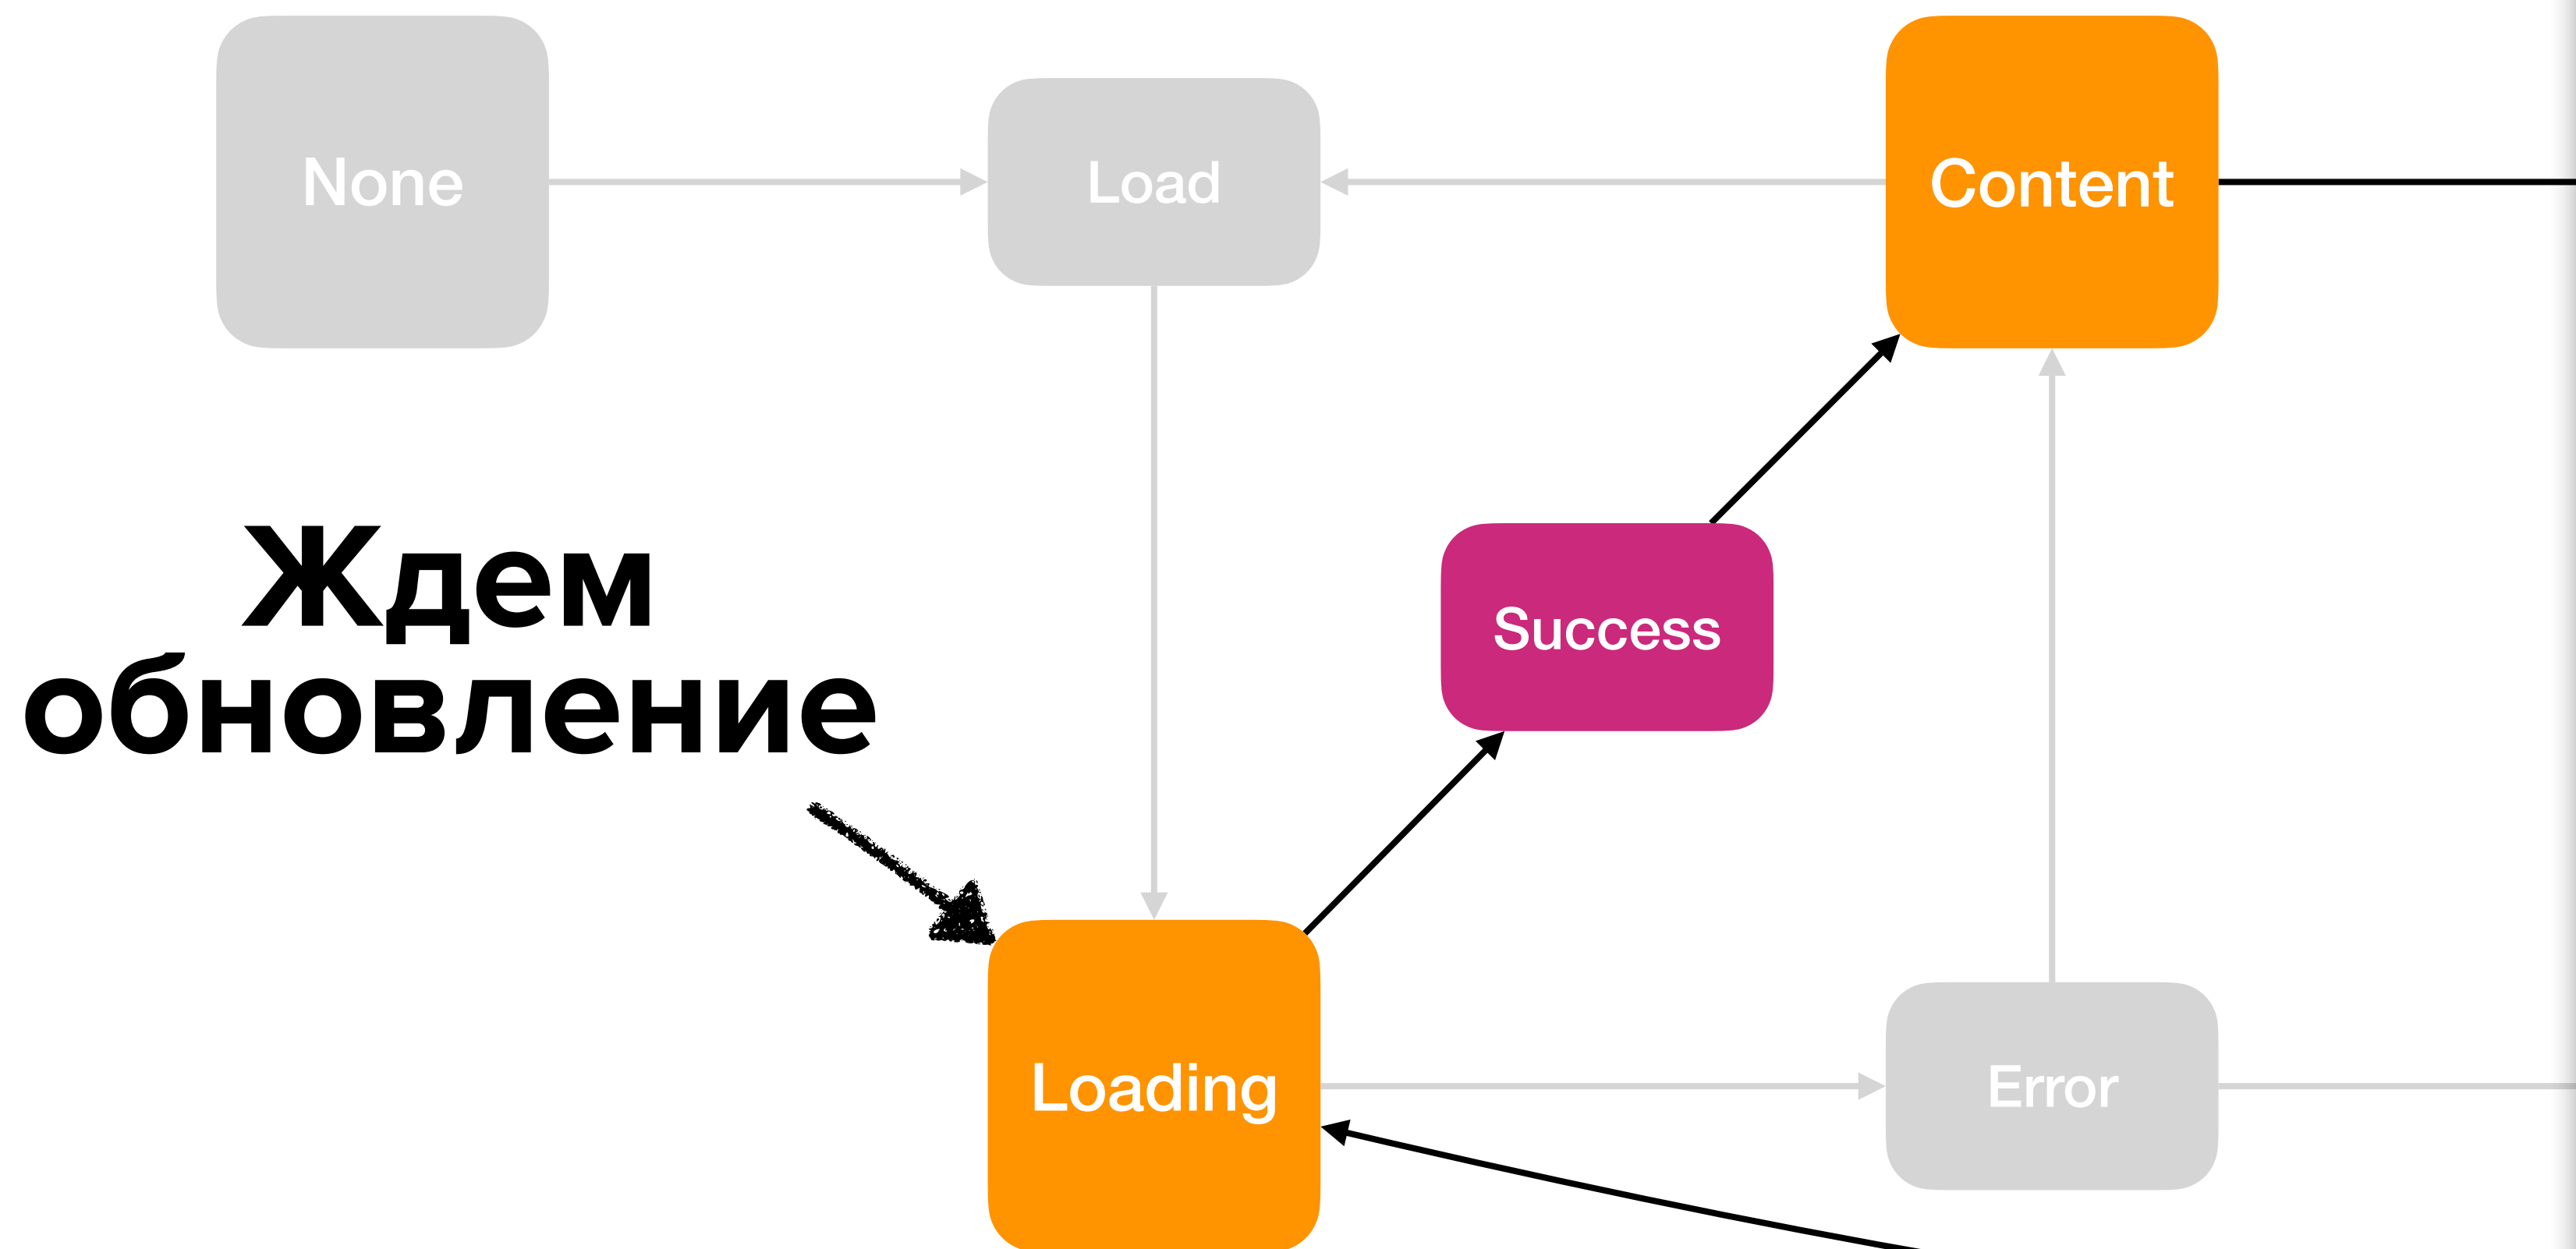 None
Load
Content
Ждем
обновление
Success
Loading
Error